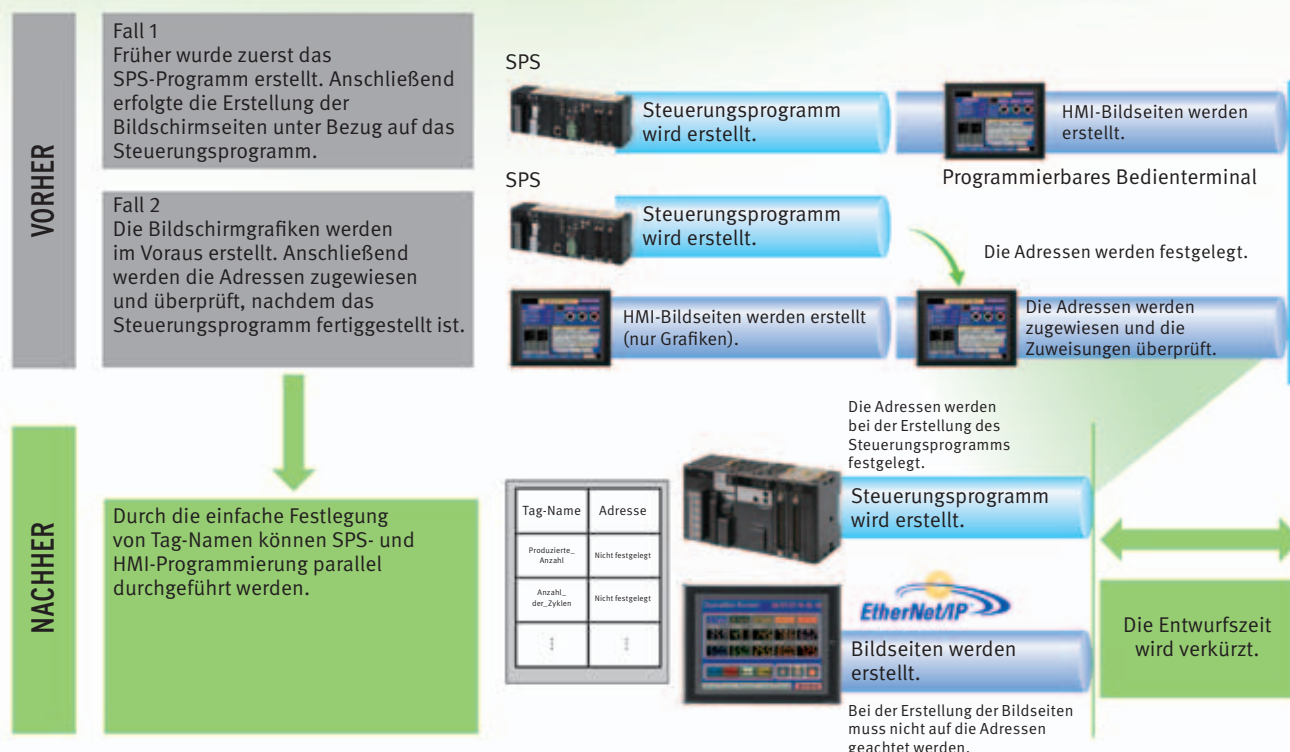 VORHER
Fall 1
Früher wurde zuerst das
SPS-Programm erstellt. Anschließend
erfolgte die Erstellung der
Bildschirmseiten unter Bezug auf das
Steuerungsprogramm.
Fall 2
Die Bildschirmgrafiken werden
im Voraus erstellt. Anschließend
werden die Adressen zugewiesen
und überprüft, nachdem das
Steuerungsprogramm fertiggestellt ist.
SPS
Steuerungsprogramm
wird erstellt.
HMI-Bildseiten werden
erstellt.
Programmierbares Bedienterminal
SPS
Steuerungsprogramm
wird erstellt.
Die Adressen werden festgelegt.
HMI-Bildseiten werden erstellt
(nur Grafiken).
Die Adressen werden
zugewiesen und die
Zuweisungen überprüft.
NACHHER
Durch die einfache Festlegung
von Tag-Namen können SPS- und
HMI-Programmierung parallel
durchgeführt werden.
Tag-Name Adresse
Produzierte_
Anzahl
Nicht festgelegt
Anzahl_
der_Zyklen
Nicht festgelegt
Die Adressen werden
bei der Erstellung des
Steuerungsprogramms
festgelegt.
Steuerungsprogramm
wird erstellt.
EtherNet/IP
Bildseiten werden
erstellt.
Bei der Erstellung der Bildseiten
muss nicht auf die Adressen
geachtet werden.
Die Entwurfszeit
wird verkürzt.